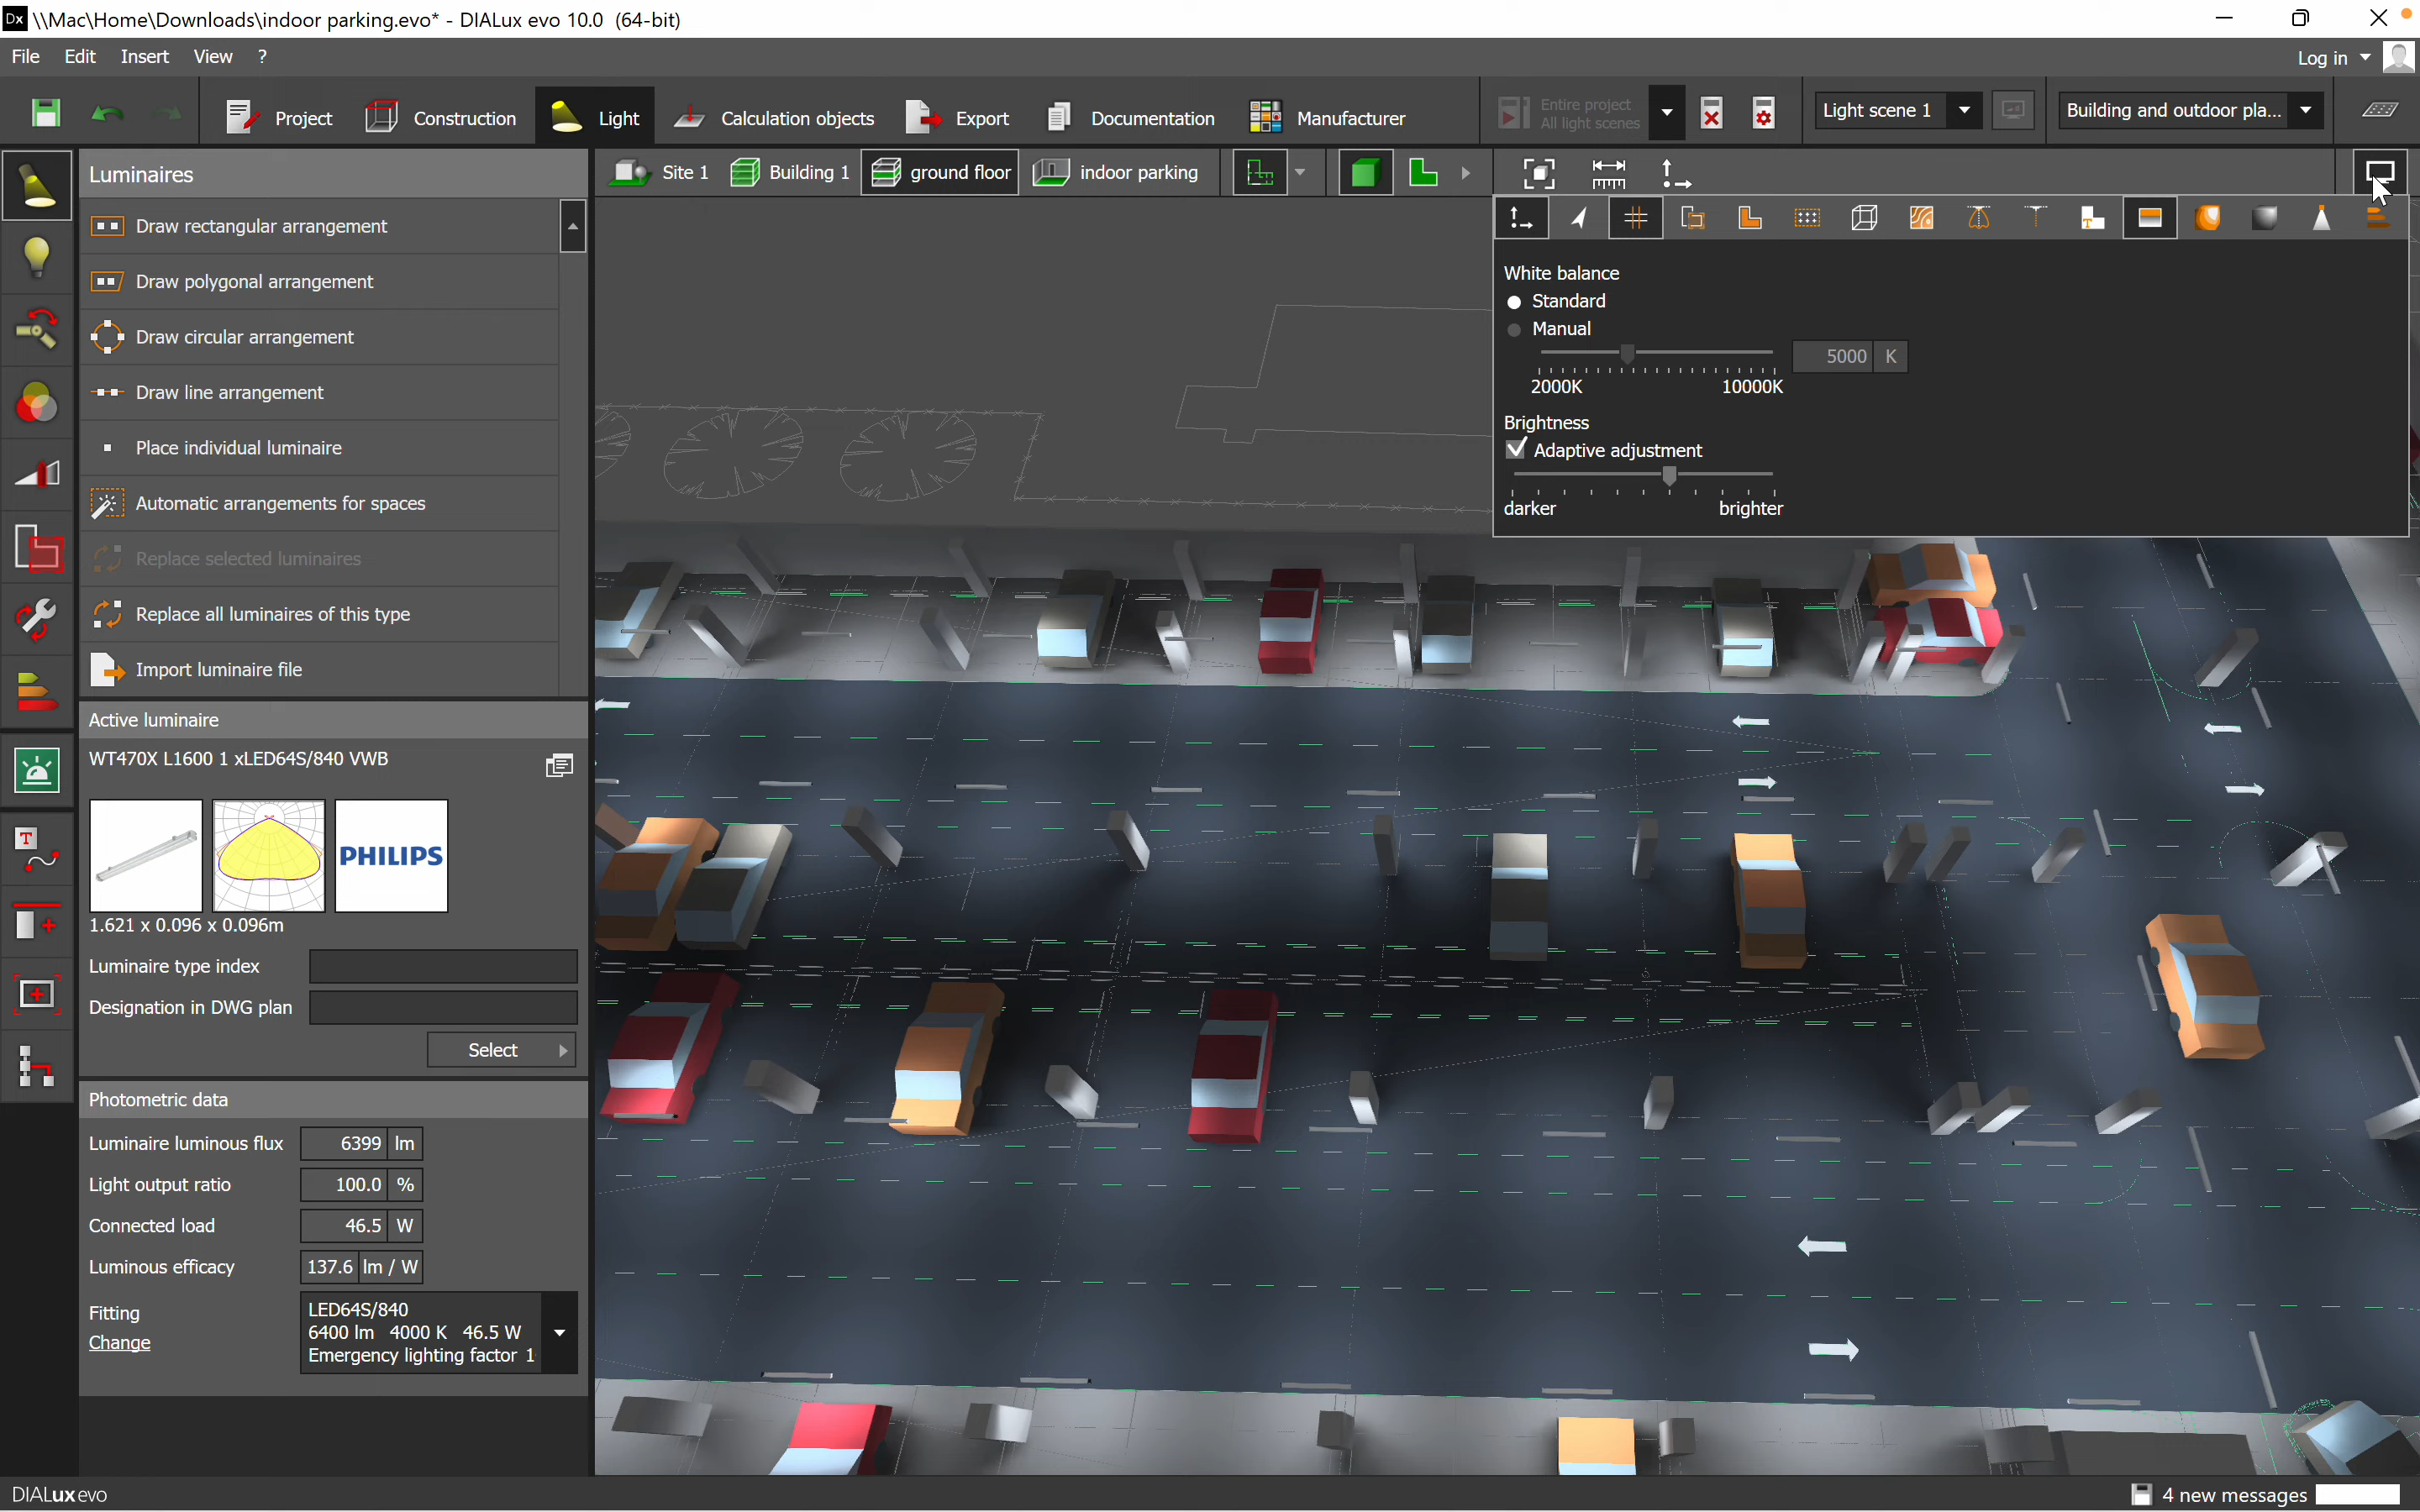 Dx \\Mac\Home\Downloads\indoor parking.evo* - DIALux evo 10.0 (64-bit)
File Edit Insert View ? Log in
Project Construction Light Calculation objects Export Documentation Manufacturer Entire project Light scene 1 Building and outdoor pla...
All light scenes
Luminaires Site 1 Building 1 ground floor indoor parking
Draw rectangular arrangement
Draw polygonal arrangement
Draw circular arrangement
Draw line arrangement
Place individual luminaire
Automatic arrangements for spaces
Replace selected luminaires
Replace all luminaires of this type
Import luminaire file
White balance
Standard
Manual
5000 K
2000K 10000K
Brightness
Adaptive adjustment
darker brighter
Active luminaire
WT470X L1600 1 xLED64S/840 VWB
PHILIPS
1.621 x 0.096 x 0.096m
Luminaire type index
Designation in DWG plan
Select
Photometric data
Luminaire luminous flux 6399 lm
Light output ratio 100.0 %
Connected load 46.5 W
Luminous efficacy 137.6 lm / W
Fitting LED64S/840
6400 lm 4000 K 46.5 W
Change Emergency lighting factor 1
DIALux evo 4 new messages